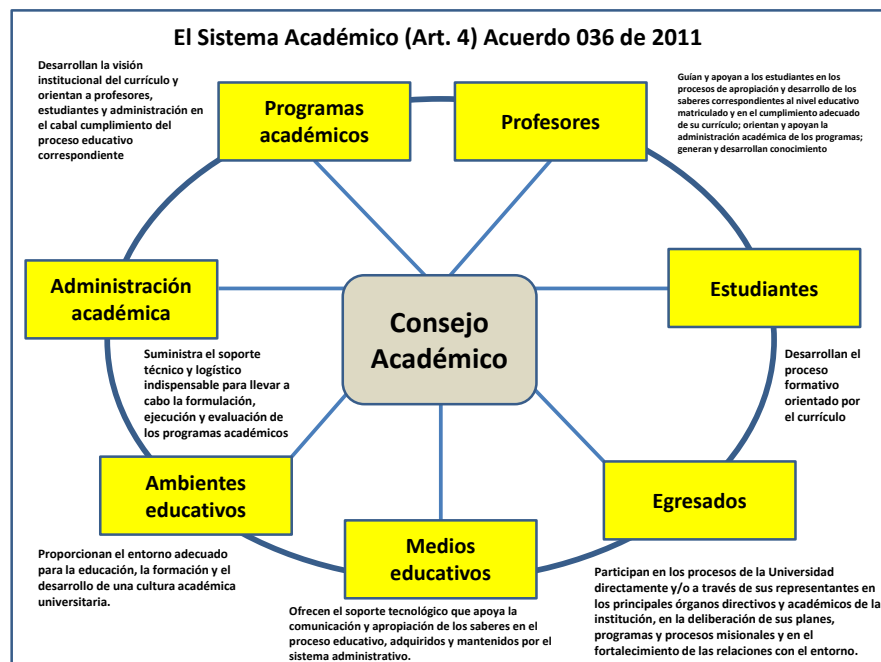 El Sistema Académico (Art. 4) Acuerdo 036 de 2011
Desarrollan la visión
institucional del currículo y
orientan a profesores,
estudiantes y administración en
el cabal cumplimiento del
proceso educativo
correspondiente
Programas
académicos
Profesores
Guían y apoyan a los estudiantes en los
procesos de apropiación y desarrollo de los
saberes correspondientes al nivel educativo
matriculado y en el cumplimiento adecuado
de su currículo; orientan y apoyan la
administración académica de los programas;
generan y desarrollan conocimiento
Administración
académica
Consejo
Académico
Estudiantes
Suministra el soporte
técnico y logístico
indispensable para llevar a
cabo la formulación,
ejecución y evaluación de
los programas académicos
Desarrollan el
proceso
formativo
orientado por
el currículo
Ambientes
educativos
Medios
educativos
Egresados
Proporcionan el entorno adecuado
para la educación, la formación y el
desarrollo de una cultura académica
universitaria.
Ofrecen el soporte tecnológico que apoya la
comunicación y apropiación de los saberes en el
proceso educativo, adquiridos y mantenidos por el
sistema administrativo.
Participan en los procesos de la Universidad
directamente y/o a través de sus representantes en
los principales órganos directivos y académicos de la
institución, en la deliberación de sus planes,
programas y procesos misionales y en el
fortalecimiento de las relaciones con el entorno.